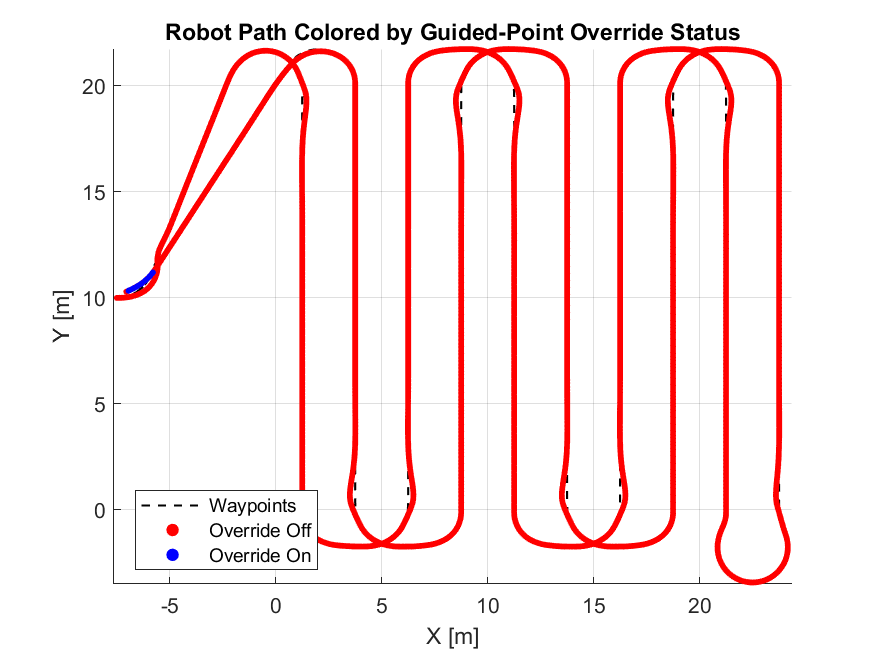 Robot Path Colored by Guided-Point Override Status
20
15
10
5
0
Y [m]
Waypoints
Override Off
Override On
-5
0
5
10
15
20
X [m]